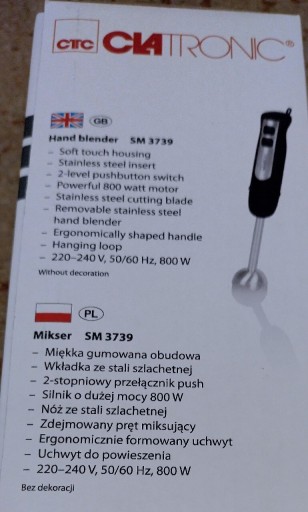 CTC CLATRONIC®
GB
Hand blender SM 3739
– Soft touch housing
– Stainless steel insert
– 2-level pushbutton switch
– Powerful 800 watt motor
– Stainless steel cutting blade
– Removable stainless steel
hand blender
– Ergonomically shaped handle
– Hanging loop
– 220–240 V, 50/60 Hz, 800 W
Without decoration
PL
Mikser SM 3739
– Miękka gumowana obudowa
– Wkładka ze stali szlachetnej
– 2-stopniowy przełącznik push
– Silnik o dużej mocy 800 W
– Nóż ze stali szlachetnej
– Zdejmowany pręt miksujący
– Ergonomicznie formowany uchwyt
– Uchwyt do powieszenia
– 220–240 V, 50/60 Hz, 800 W
Bez dekoracji